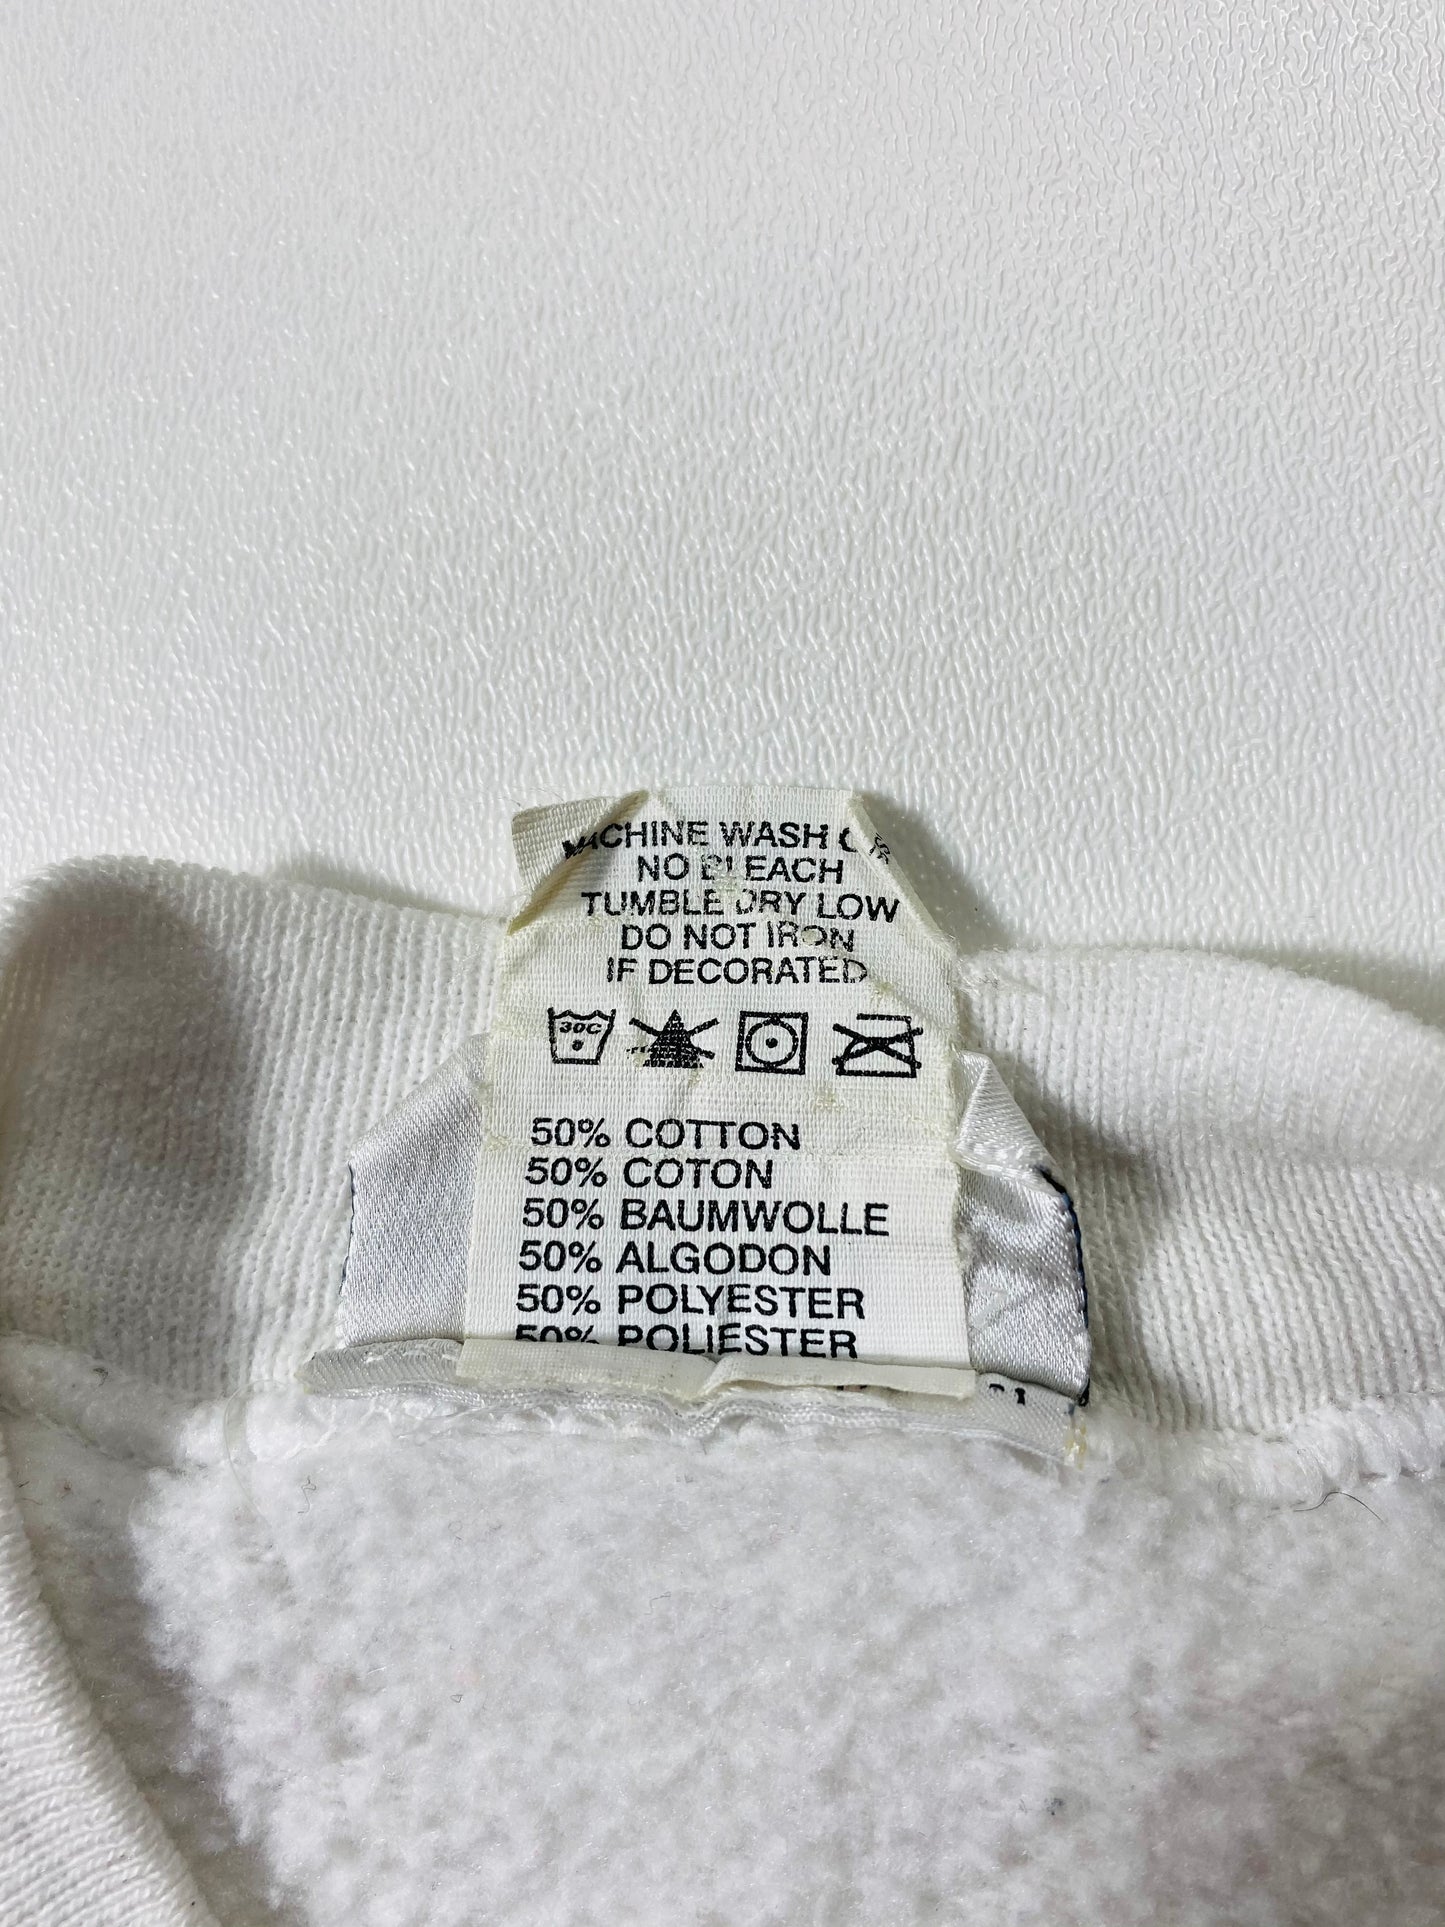 MACHINE WASH
NO BLEACH
TUMBLE DRY LOW
DO NOT IRON
IF DECORATED
30C
50% COTTON
50% COTON
50% BAUMWOLLE
50% ALGODON
50% POLYESTER
50% POLIESTER